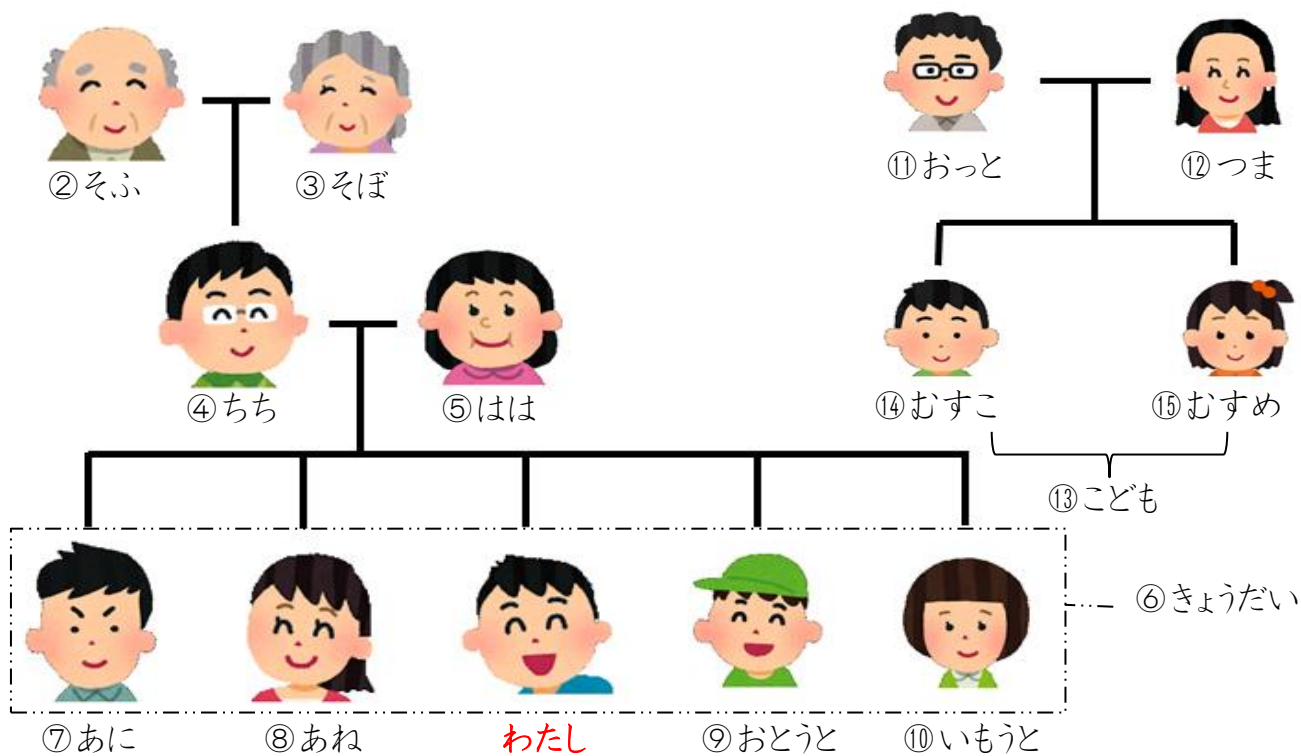 ②そふ
③そぼ
⑪おっと
⑫つま
④ちち
⑤はは
⑭むすこ
⑮むすめ
⑬こども
⑥きょうだい
⑦あに
⑧あね
わたし
⑨おとうと
⑩いもうと